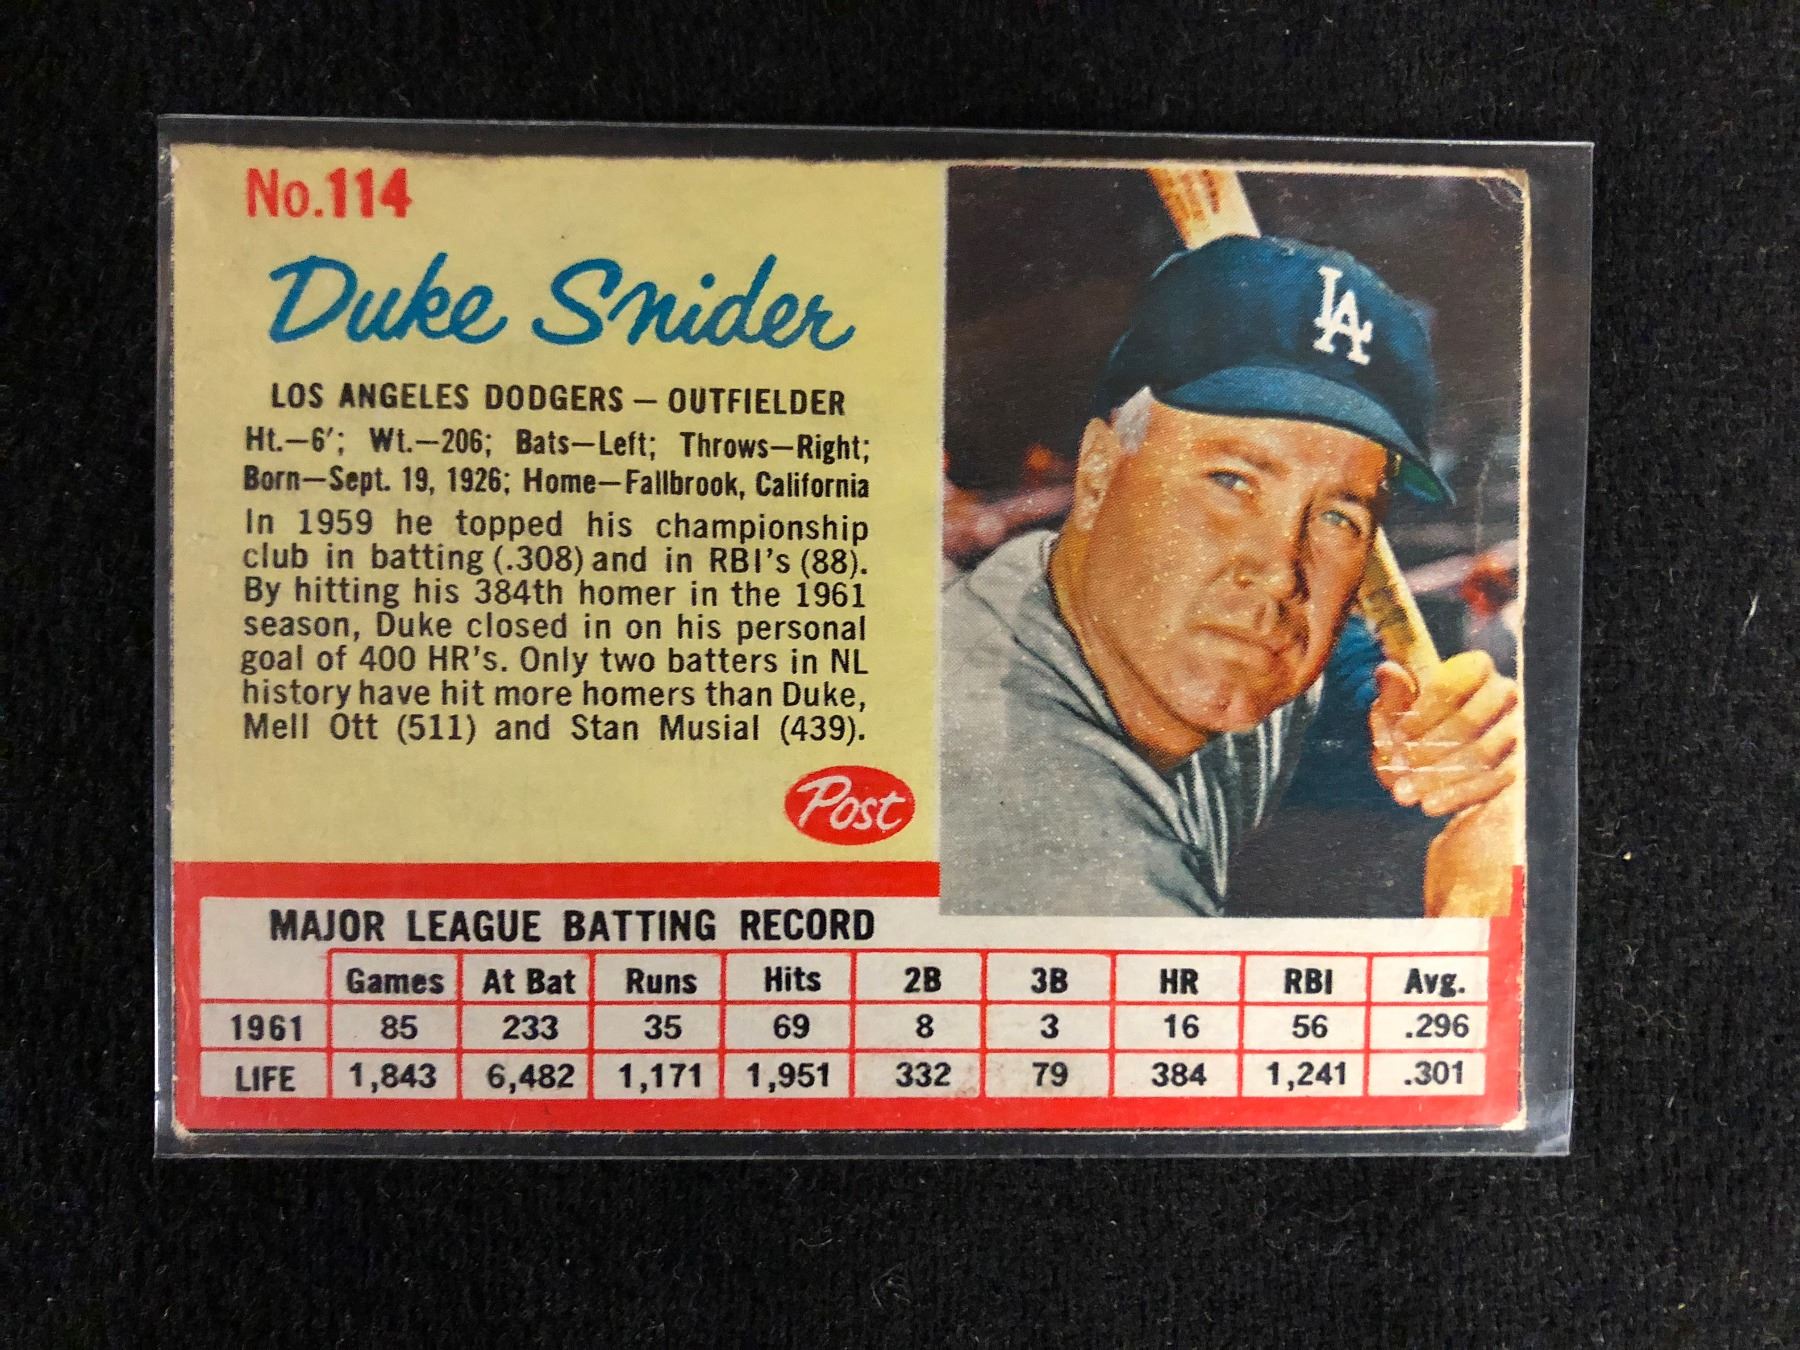 No.114
Duke Snider
LOS ANGELES DODGERS — OUTFIELDER
Ht.—6'; Wt.—206; Bats—Left; Throws—Right;
Born—Sept. 19, 1926; Home—Fallbrook, California
In 1959 he topped his championship
club in batting (.308) and in RBI's (88).
By hitting his 384th homer in the 1961
season, Duke closed in on his personal
goal of 400 HR's. Only two batters in NL
history have hit more homers than Duke,
Mell Ott (511) and Stan Musial (439).
Post
LA
MAJOR LEAGUE BATTING RECORD
Games At Bat Runs Hits 2B 3B HR RBI Avg.
1961 85 233 35 69 8 3 16 56 .296
LIFE 1,843 6,482 1,171 1,951 332 79 384 1,241 .301